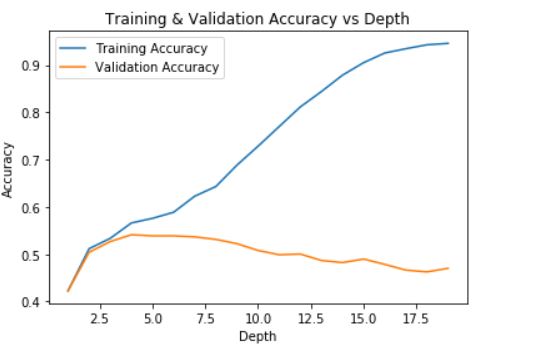 Training & Validation Accuracy vs Depth
Training Accuracy
Validation Accuracy
Accuracy
0.9
0.8
0.7
0.6
0.5
0.4
2.5 5.0 7.5 10.0 12.5 15.0 17.5
Depth